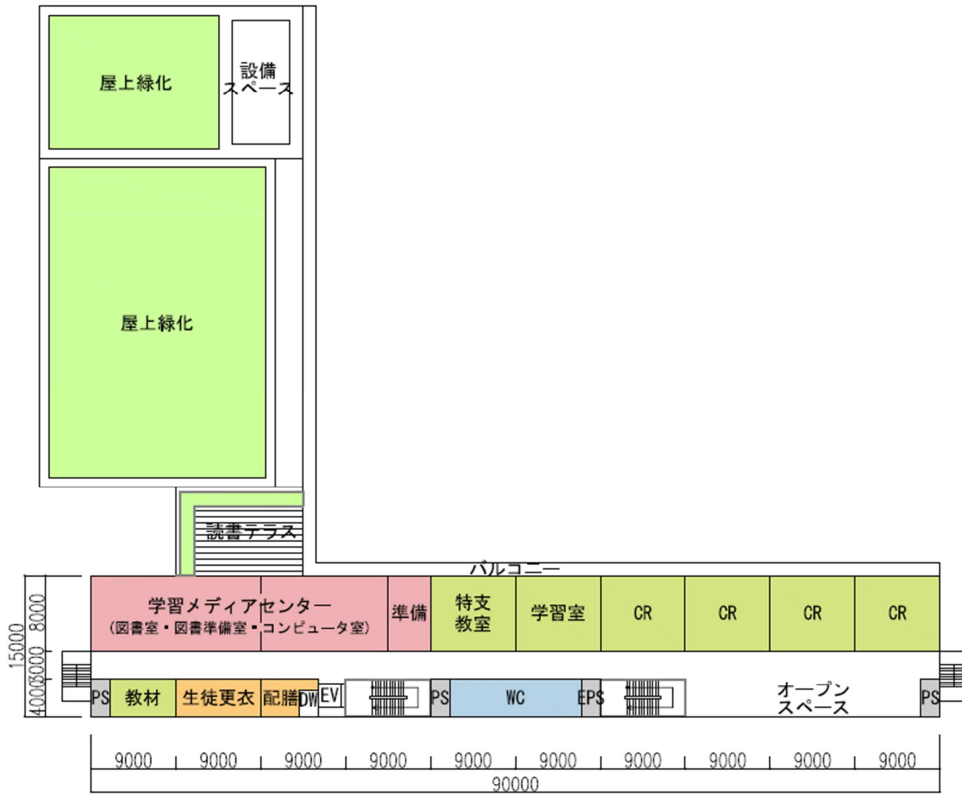 屋上緑化
設備
スペース
屋上緑化
読書テラス
バルコニー
学習メディアセンター
(図書室・図書準備室・コンピュータ室)
準備
特支
教室
学習室
CR
CR
CR
CR
15000
8000
3000
4000
PS
教材
生徒更衣
配膳
DW
EV
PS
WC
EPS
オープン
スペース
PS
9000
9000
9000
9000
9000
9000
9000
9000
9000
9000
90000